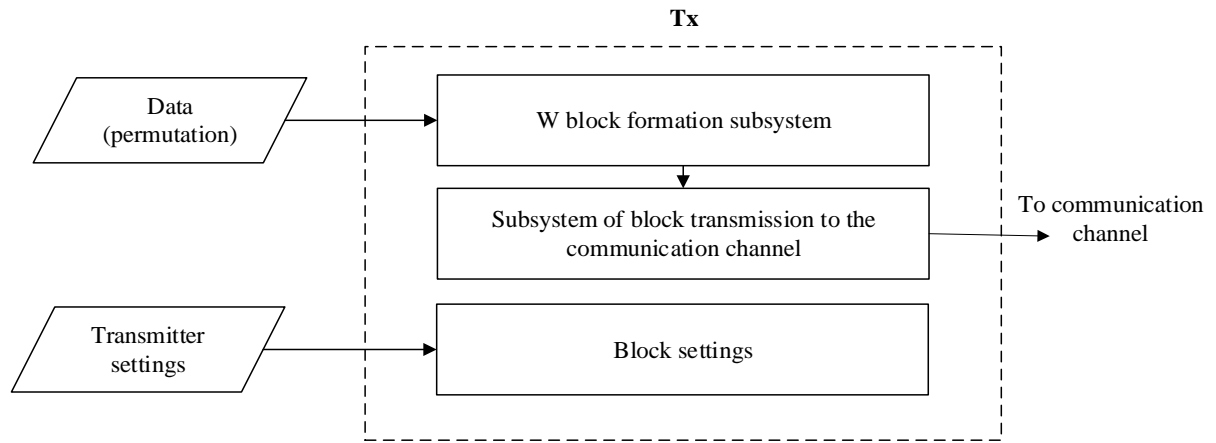 Tx
Data
(permutation)
W block formation subsystem
Subsystem of block transmission to the
communication channel
To communication
channel
Transmitter
settings
Block settings